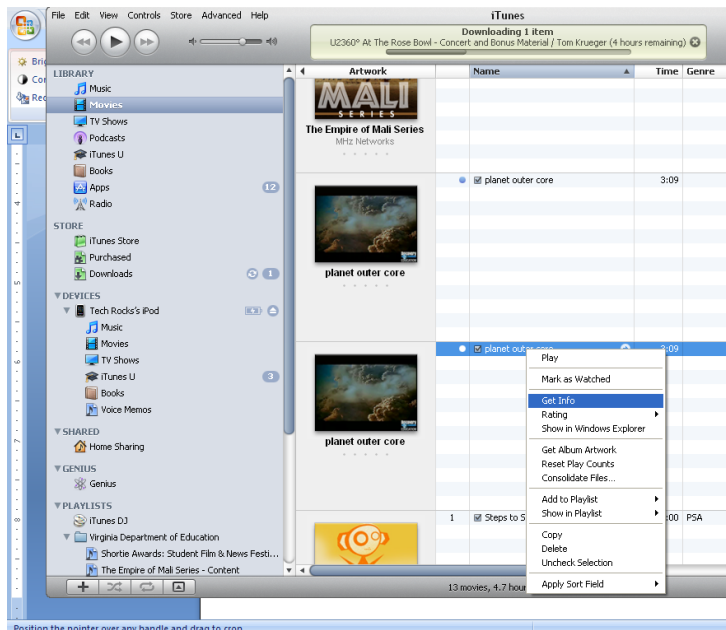 File Edit View Controls Store Advanced Help
iTunes
Downloading 1 item
U2360° At The Rose Bowl - Concert and Bonus Material / Tom Krueger (4 hours remaining)
Bri
Co
Rec
LIBRARY
Music
Movies
TV Shows
Podcasts
iTunes U
Books
Apps 12
Radio
STORE
iTunes Store
Purchased
Downloads 1
DEVICES
Tech Rocks's iPod
Music
Movies
TV Shows
iTunes U 3
Books
Voice Memos
SHARED
Home Sharing
GENIUS
Genius
PLAYLISTS
iTunes DJ
Virginia Department of Education
Shortie Awards: Student Film & News Festi...
The Empire of Mali Series - Content
Artwork Name Time Genre
MALI
SERIES
The Empire of Mali Series
MHz Networks
planet outer core 3:09
planet outer core
planet outer core 3:09
planet outer core
1 Steps to S :00 PSA
Play
Mark as Watched
Get Info
Rating
Show in Windows Explorer
Get Album Artwork
Reset Play Counts
Consolidate Files...
Add to Playlist
Show in Playlist
Copy
Delete
Uncheck Selection
Apply Sort Field
13 movies, 4.7 hour
Position the pointer over any handle and drag to crop